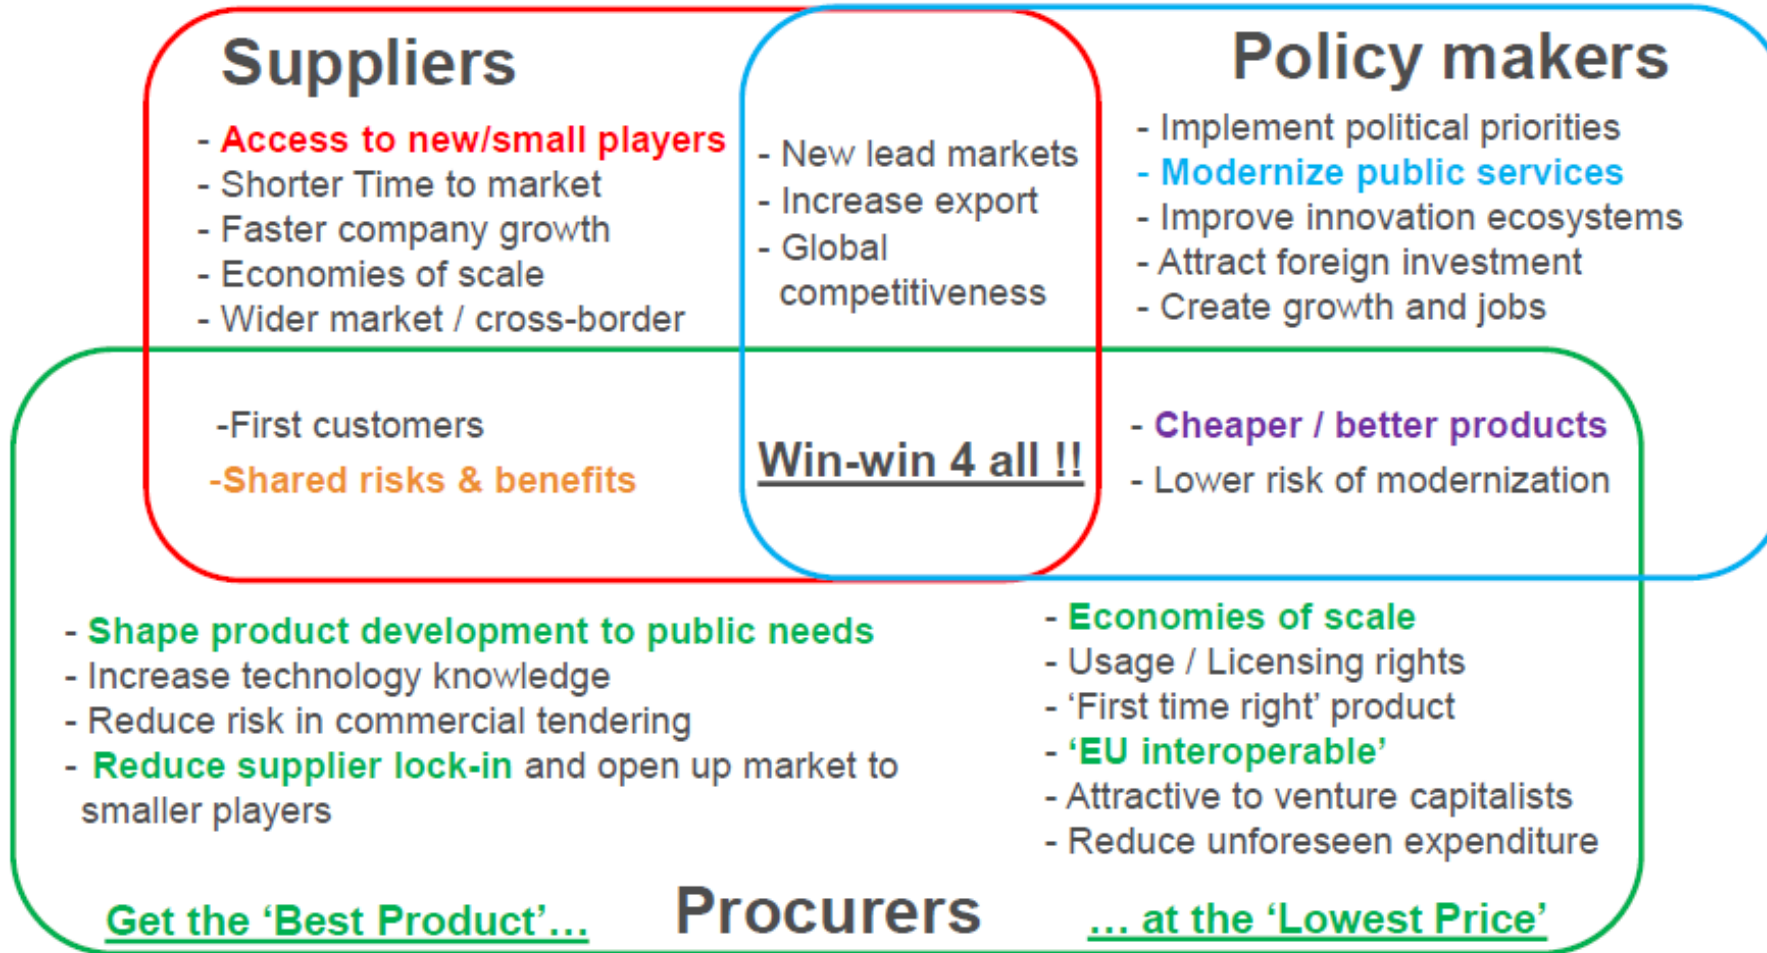 Suppliers
- Access to new/small players
- Shorter Time to market
- Faster company growth
- Economies of scale
- Wider market / cross-border
- New lead markets
- Increase export
- Global
competitiveness
Policy makers
- Implement political priorities
- Modernize public services
- Improve innovation ecosystems
- Attract foreign investment
- Create growth and jobs
-First customers
-Shared risks & benefits
Win-win 4 all !!
- Cheaper / better products
- Lower risk of modernization
- Shape product development to public needs
- Increase technology knowledge
- Reduce risk in commercial tendering
- Reduce supplier lock-in and open up market to
smaller players
- Economies of scale
- Usage / Licensing rights
- ‘First time right’ product
- ‘EU interoperable’
- Attractive to venture capitalists
- Reduce unforeseen expenditure
Get the ‘Best Product’...
Procurers
... at the ‘Lowest Price’